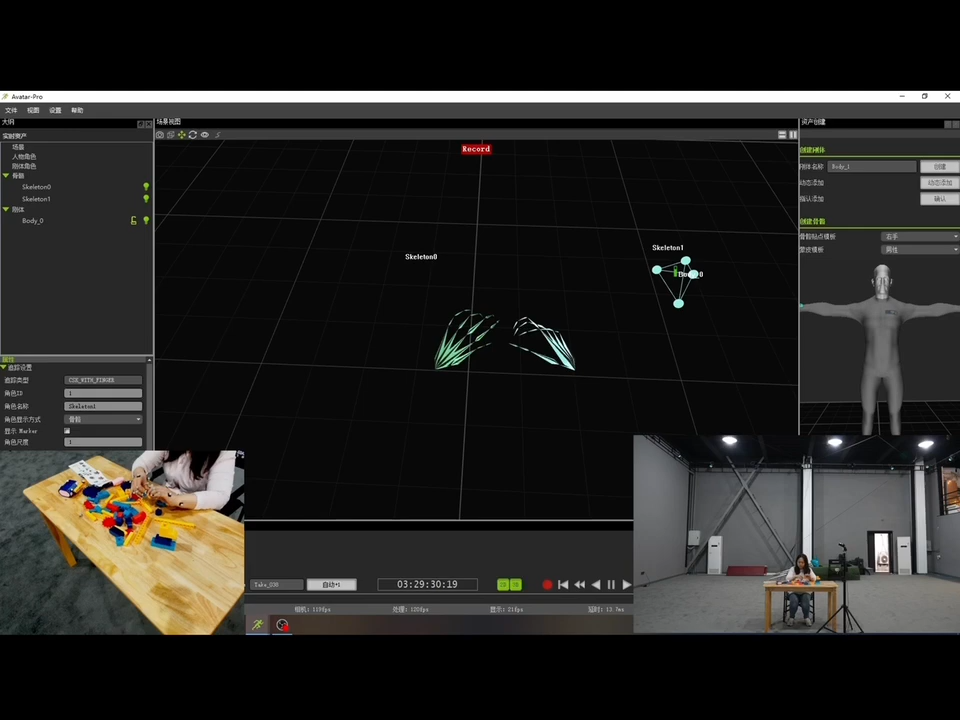 Avatar-Pro
文件 视图 设置 帮助
大纲
场景视图
资产创建
实时资产
场景
人物角色
刚体角色
骨骼
Skeleton0
Skeleton1
刚体
Body_0
Record
Skeleton0
Skeleton1
创建刚体
刚体名称 Body_1 创建
动态添加 动态添加
指认添加 确认
创建骨骼
骨骼贴点模板 右手
蒙皮模板 男性
属性
追踪设置
追踪类型
角色ID 1
角色名称 Skeleton1
角色显示方式 骨骼
显示 Marker
角色尺度 1
自动+1
03:29:30:19